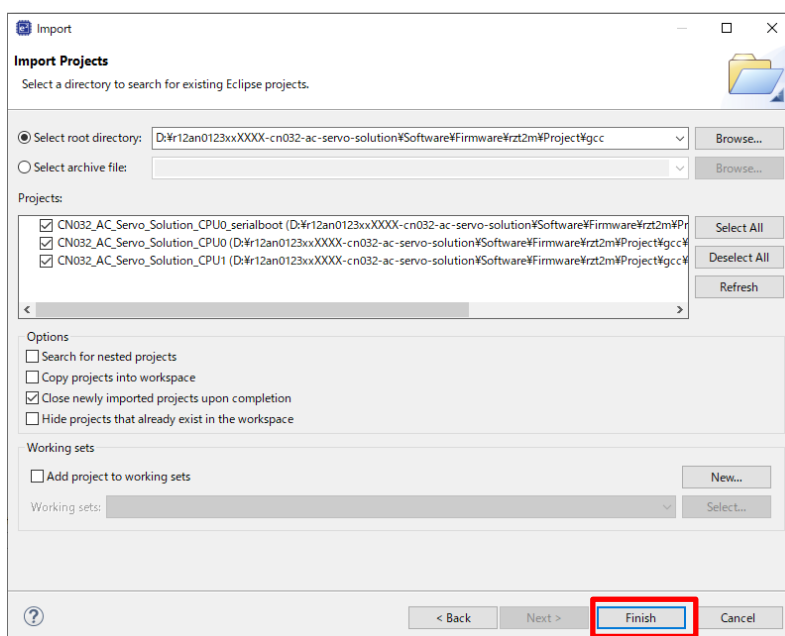 Import
Import Projects
Select a directory to search for existing Eclipse projects.
Select root directory: D:¥r12an0123xxXXXX-cn032-ac-servo-solution¥Software¥Firmware¥rzt2m¥Project¥gcc Browse...
Select archive file: Browse...
Projects:
CN032_AC_Servo_Solution_CPU0_serialboot (D:¥r12an0123xxXXXX-cn032-ac-servo-solution¥Software¥Firmware¥rzt2m¥Pr
CN032_AC_Servo_Solution_CPU0 (D:¥r12an0123xxXXXX-cn032-ac-servo-solution¥Software¥Firmware¥rzt2m¥Project¥gcc¥
CN032_AC_Servo_Solution_CPU1 (D:¥r12an0123xxXXXX-cn032-ac-servo-solution¥Software¥Firmware¥rzt2m¥Project¥gcc¥
Select All
Deselect All
Refresh
Options
Search for nested projects
Copy projects into workspace
Close newly imported projects upon completion
Hide projects that already exist in the workspace
Working sets
Add project to working sets New...
Working sets: Select...
? < Back Next > Finish Cancel